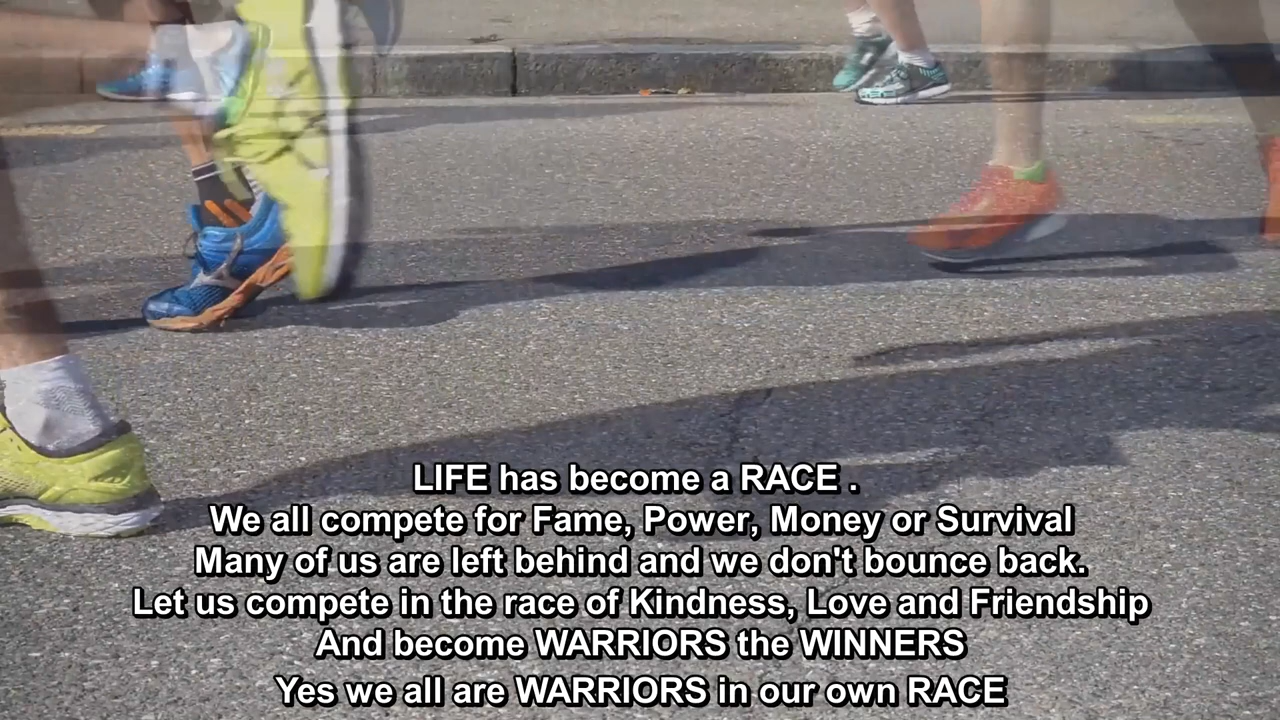 LIFE has become a RACE .
We all compete for Fame, Power, Money or Survival
Many of us are left behind and we don't bounce back.
Let us compete in the race of Kindness, Love and Friendship
And become WARRIORS the WINNERS
Yes we all are WARRIORS in our own RACE